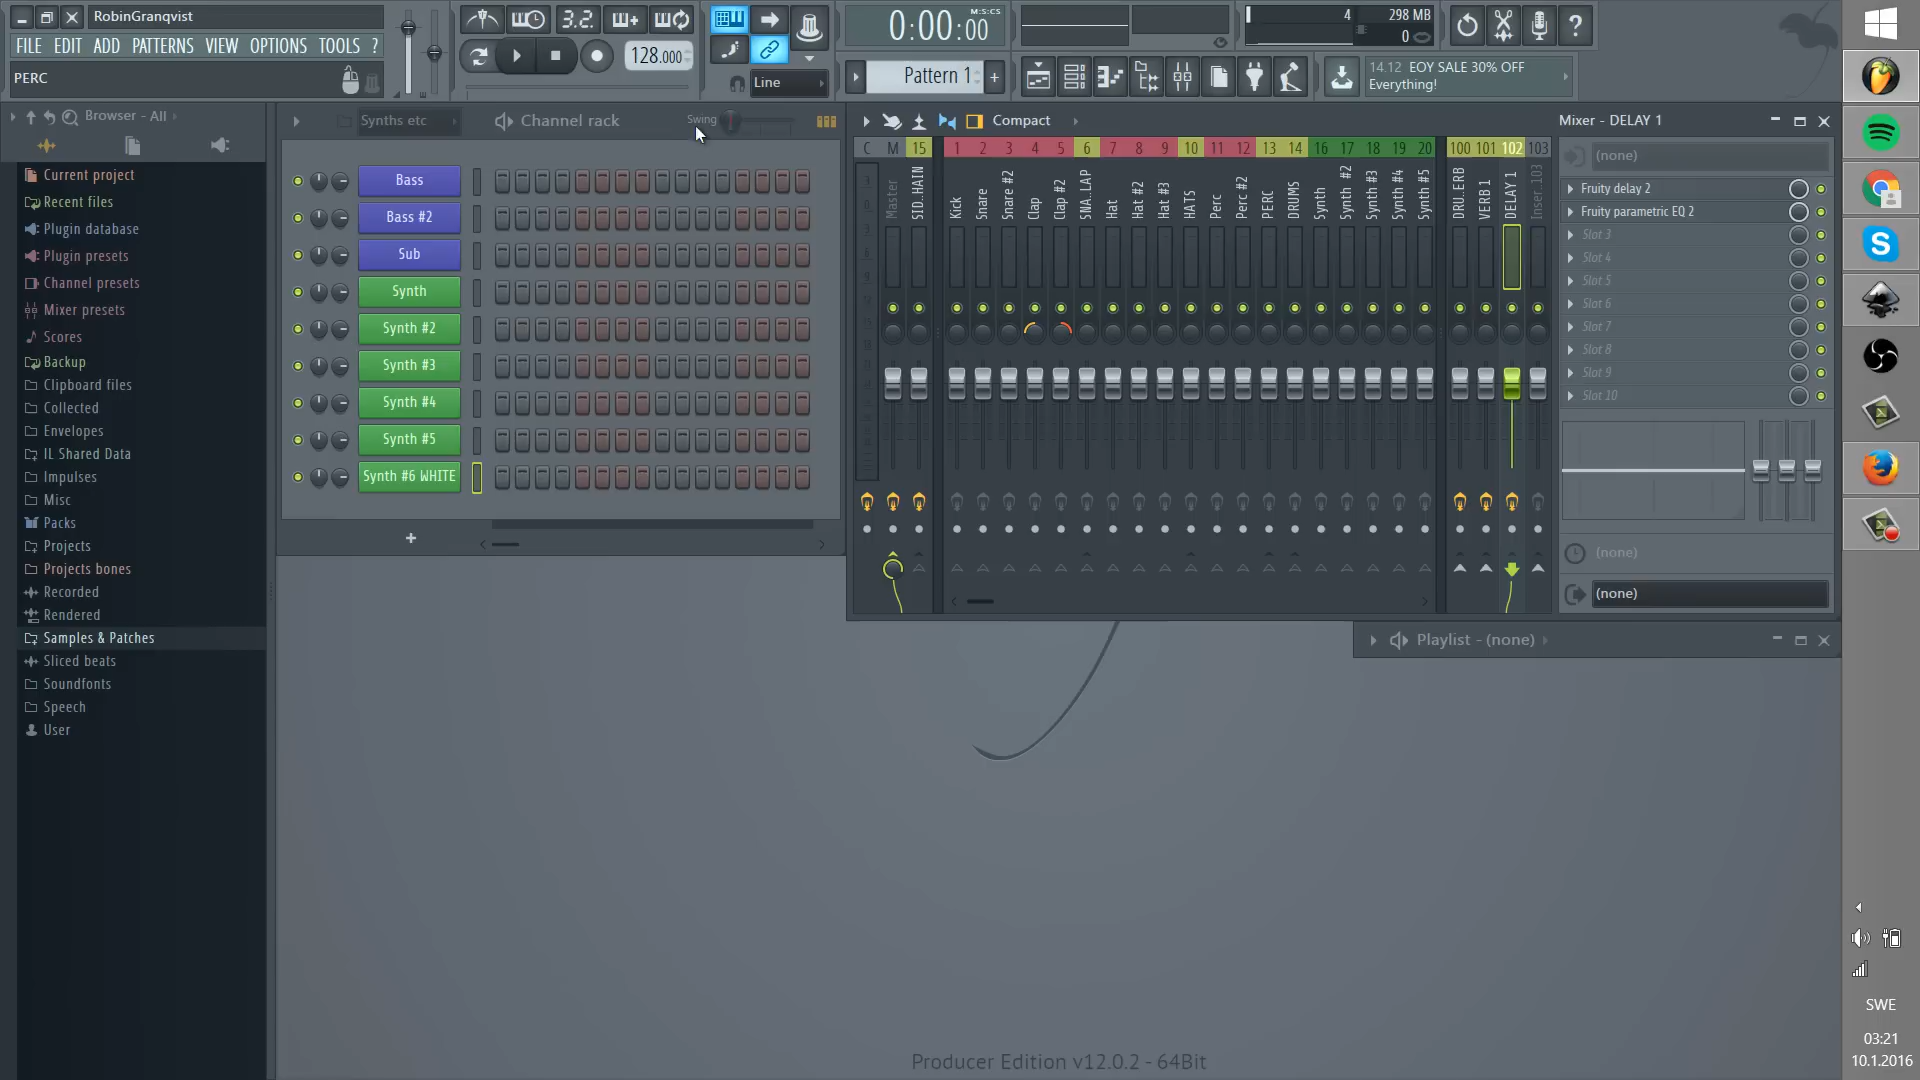 RobinGranqvist
FILE EDIT ADD PATTERNS VIEW OPTIONS TOOLS ?
PERC
3.2.
128.000
Line
0:00:00
M:S:CS
Pattern 1
+
4
298 MB
0
?
14.12 EOY SALE 30% OFF
Everything!
Browser - All
Current project
Recent files
Plugin database
Plugin presets
Channel presets
Mixer presets
Scores
Backup
Clipboard files
Collected
Envelopes
IL Shared Data
Impulses
Misc
Packs
Projects
Projects bones
Recorded
Rendered
Samples & Patches
Sliced beats
Soundfonts
Speech
User
Synths etc
Channel rack
Swing
Bass
Bass #2
Sub
Synth
Synth #2
Synth #3
Synth #4
Synth #5
Synth #6 WHITE
+
Compact
C M 15 1 2 3 4 5 6 7 8 9 10 11 12 13 14 16 17 18 19 20 100 101 102 103
Master
SID..HAIN
Kick
Snare
Snare #2
Clap
Clap #2
SNA..LAP
Hat
Hat #2
Hat #3
HATS
Perc
Perc #2
PERC
DRUMS
Synth
Synth #2
Synth #3
Synth #4
Synth #5
DRU..ERB
VERB 1
DELAY 1
Inser..103
Mixer - DELAY 1
(none)
Fruity delay 2
Fruity parametric EQ 2
Slot 3
Slot 4
Slot 5
Slot 6
Slot 7
Slot 8
Slot 9
Slot 10
(none)
(none)
Playlist - (none)
Producer Edition v12.0.2 - 64Bit
SWE
03:21
10.1.2016